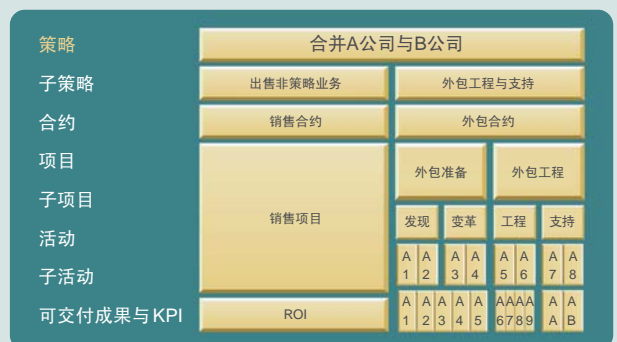 策略 合并A公司与B公司
子策略 出售非策略业务 外包工程与支持
合约 销售合约 外包合约
项目 外包准备 外包工程
子项目 销售项目 发现 变革 工程 支持
活动 A1 A2 A3 A4 A5 A6 A7 A8
子活动
可交付成果与KPI ROI A1 A2 A3 A4 A5 A6 A7 A8 A9 AA AB